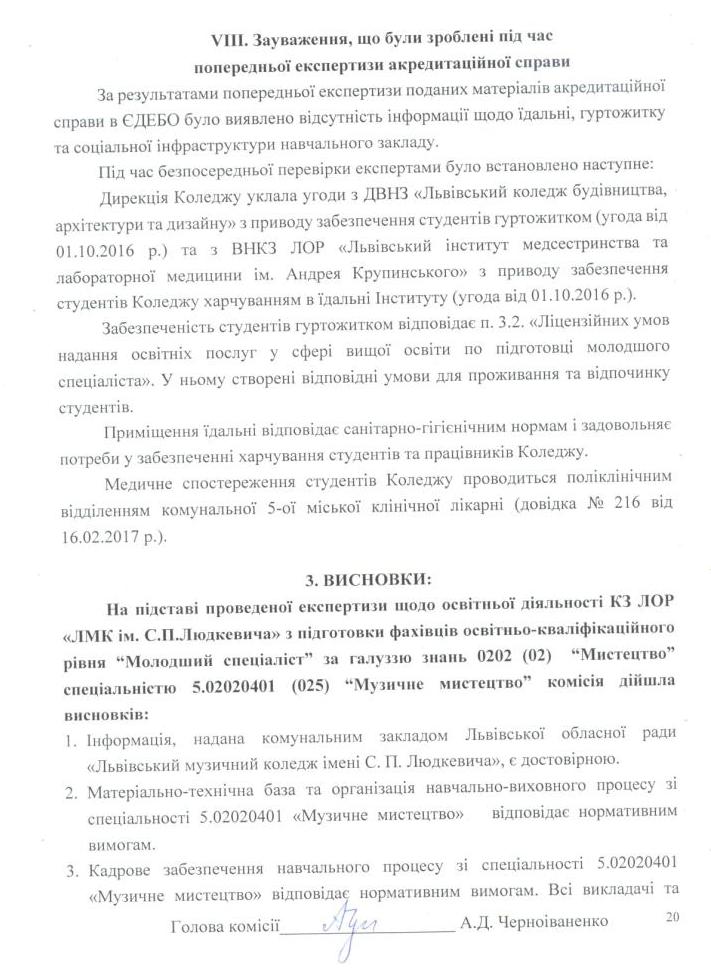 VIII. Зауваження, що були зроблені під час
попередньої експертизи акредитаційної справи
За результатами попередньої експертизи поданих матеріалів акредитаційної
справи в ЄДЕБО було виявлено відсутність інформації щодо їдальні, гуртожитку
та соціальної інфраструктури навчального закладу.
Під час безпосередньої перевірки експертами було встановлено наступне:
Дирекція Коледжу уклала угоди з ДВНЗ «Львівський коледж будівництва,
архітектури та дизайну» з приводу забезпечення студентів гуртожитком (угода від
01.10.2016 р.) та з ВНКЗ ЛОР «Львівський інститут медсестринства та
лабораторної медицини ім. Андрея Крупинського» з приводу забезпечення
студентів Коледжу харчуванням в їдальні Інституту (угода від 01.10.2016 р.).
Забезпеченість студентів гуртожитком відповідає п. 3.2. «Ліцензійних умов
надання освітніх послуг у сфері вищої освіти по підготовці молодшого
спеціаліста». У ньому створені відповідні умови для проживання та відпочинку
студентів.
Приміщення їдальні відповідає санітарно-гігієнічним нормам і задовольняє
потреби у забезпеченні харчування студентів та працівників Коледжу.
Медичне спостереження студентів Коледжу проводиться поліклінічним
відділенням комунальної 5-ої міської клінічної лікарні (довідка № 216 від
16.02.2017 р.).
3. ВИСНОВКИ:
На підставі проведеної експертизи щодо освітньої діяльності КЗ ЛОР
«ЛМК ім. С.П.Людкевича» з підготовки фахівців освітньо-кваліфікаційного
рівня “Молодший спеціаліст” за галуззю знань 0202 (02) “Мистецтво”
спеціальністю 5.02020401 (025) “Музичне мистецтво” комісія дійшла
висновків:
1. Інформація, надана комунальним закладом Львівської обласної ради
«Львівський музичний коледж імені С. П. Людкевича», є достовірною.
2. Матеріально-технічна база та організація навчально-виховного процесу зі
спеціальності 5.02020401 «Музичне мистецтво» відповідає нормативним
вимогам.
3. Кадрове забезпечення навчального процесу зі спеціальності 5.02020401
«Музичне мистецтво» відповідає нормативним вимогам. Всі викладачі та
Голова комісії____________________ А.Д. Черноіваненко 20